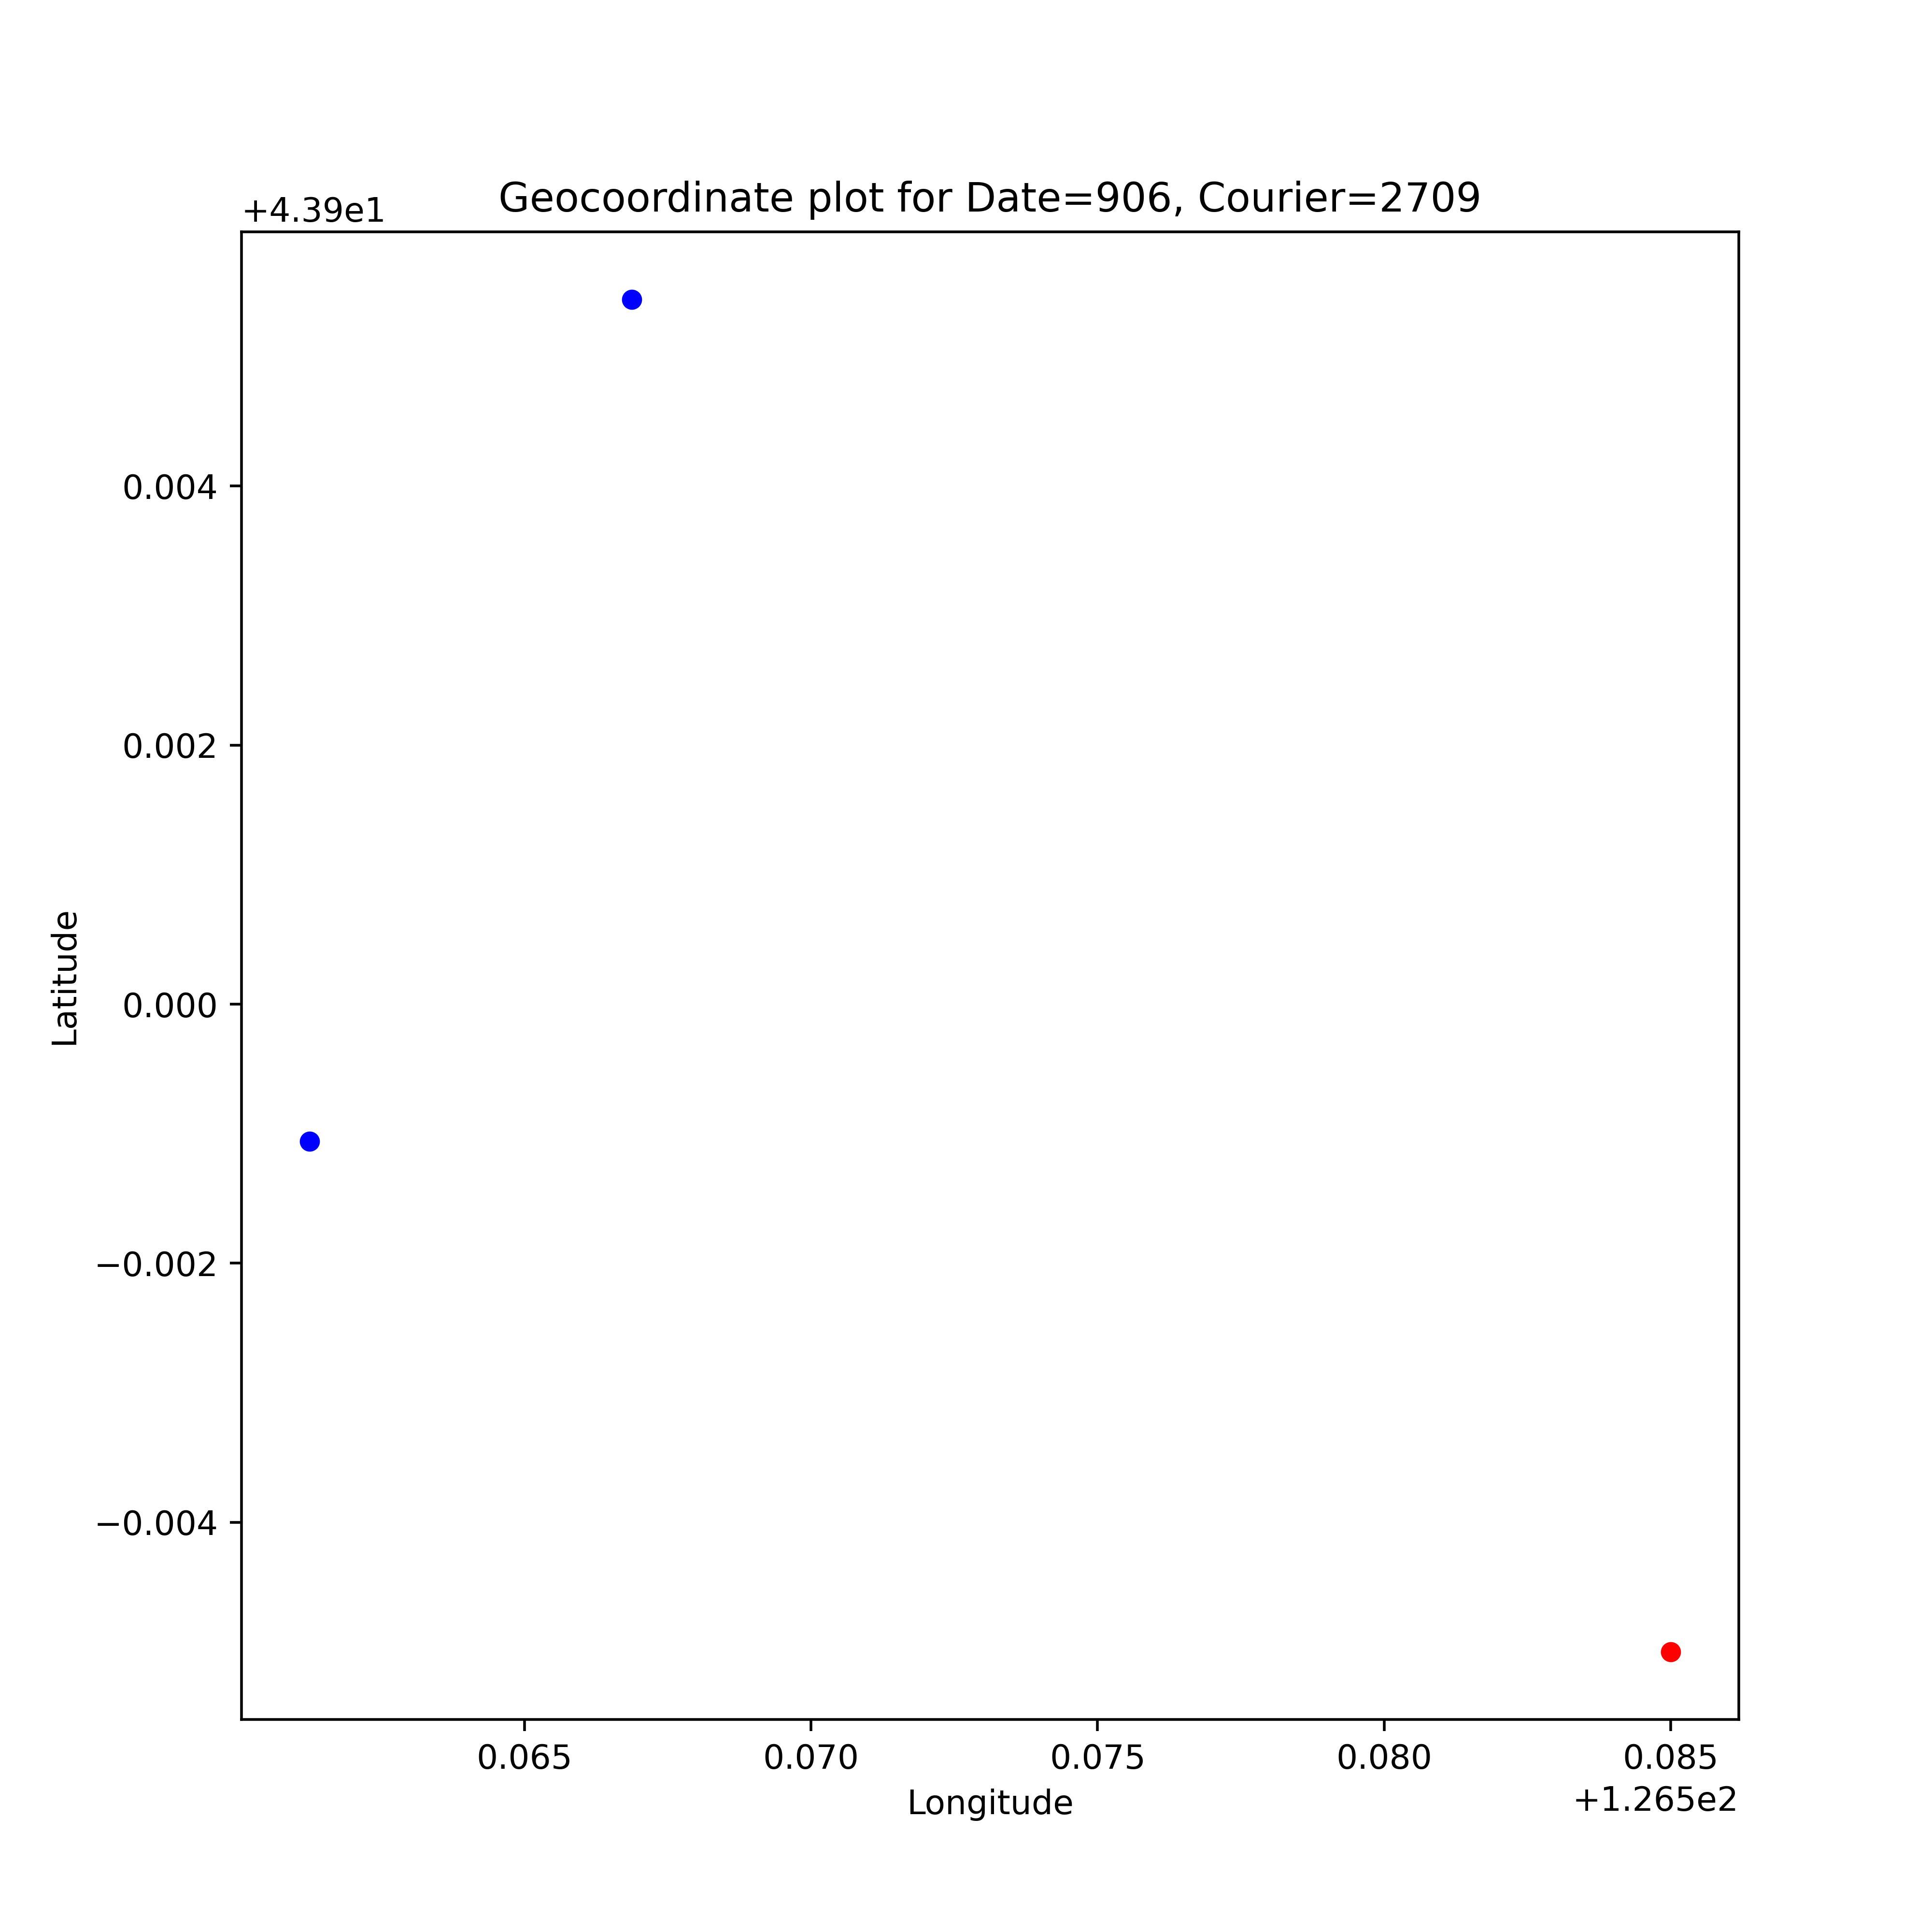 Geocoordinate plot for Date=906, Courier=2709
+4.39e1
0.004
0.002
0.000
−0.002
−0.004
Latitude
0.065 0.070 0.075 0.080 0.085
+1.265e2
Longitude